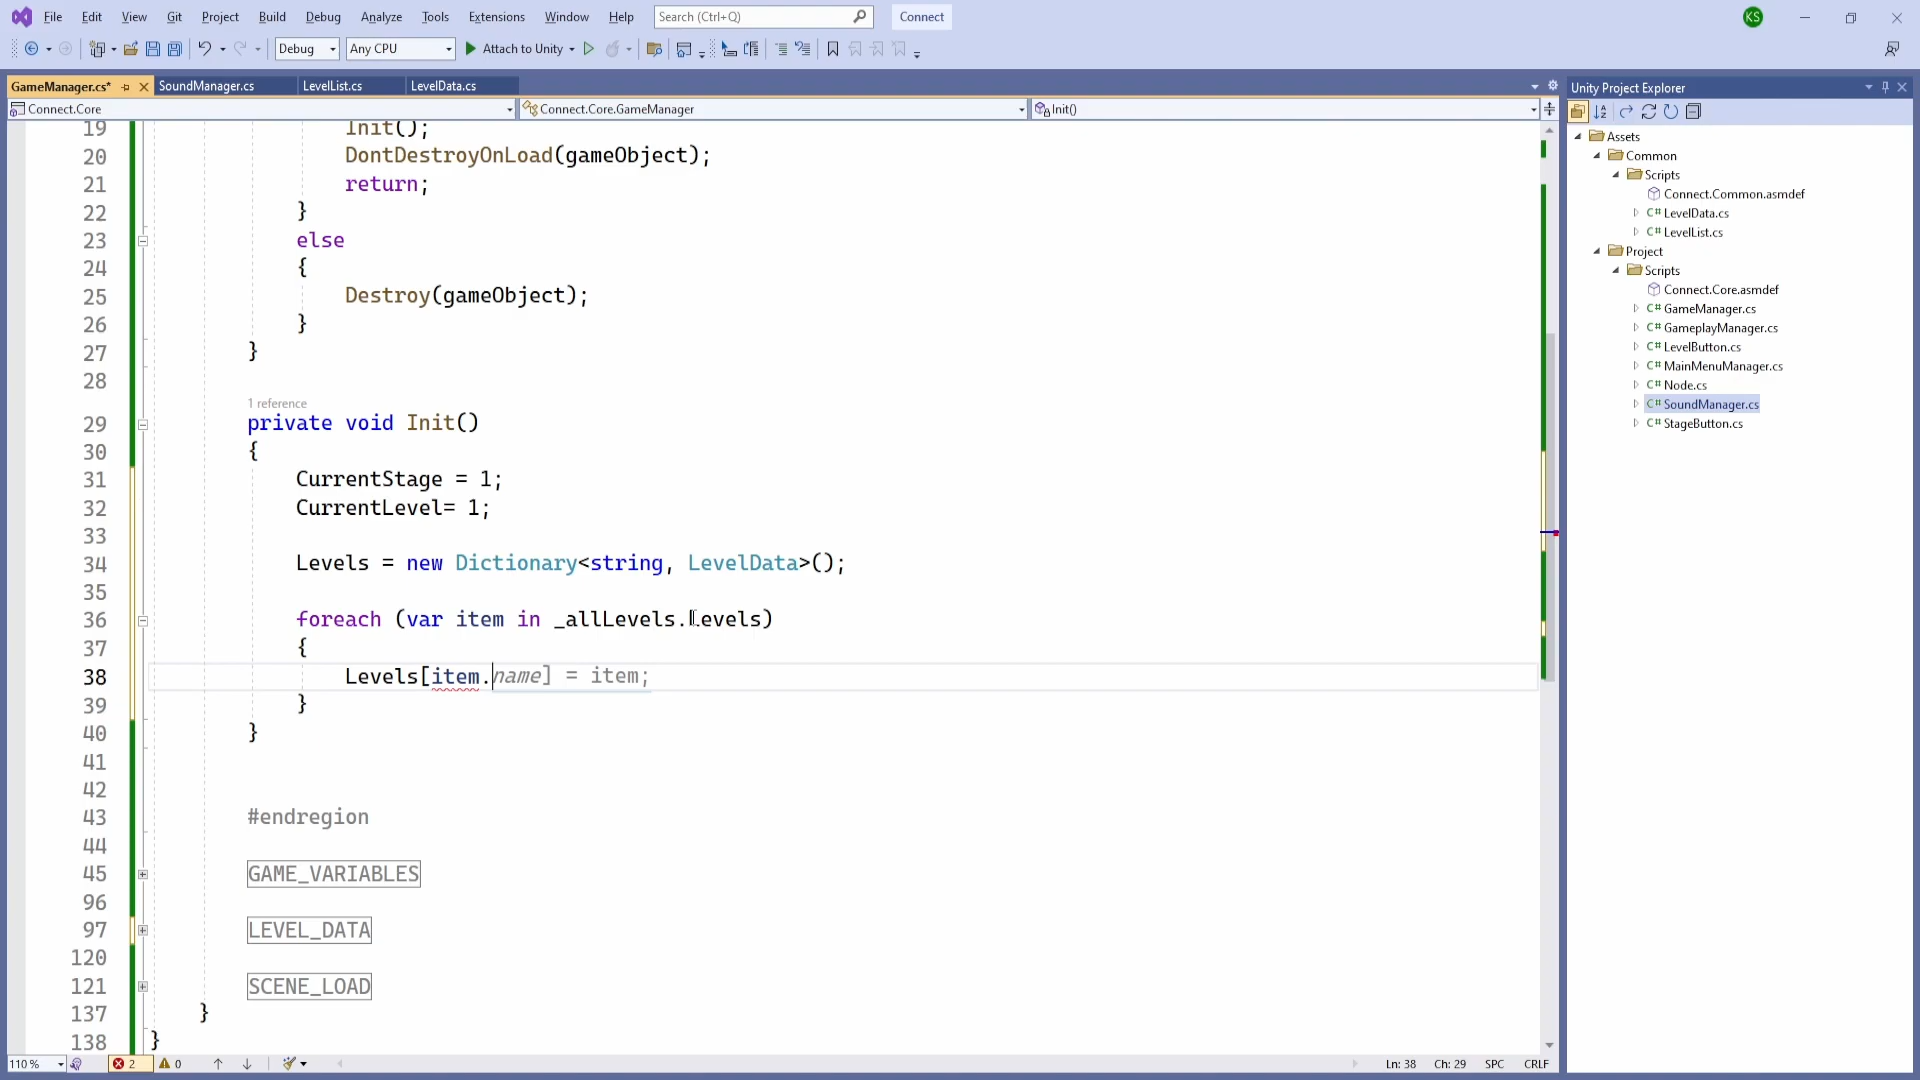 File Edit View Git Project Build Debug Analyze Tools Extensions Window Help Search (Ctrl+Q) Connect KS
Debug Any CPU Attach to Unity
GameManager.cs* SoundManager.cs LevelList.cs LevelData.cs
Connect.Core Connect.Core.GameManager Init()
19 Init();
20 DontDestroyOnLoad(gameObject);
21 return;
22 }
23 else
24 {
25 Destroy(gameObject);
26 }
27 }
28
1 reference
29 private void Init()
30 {
31 CurrentStage = 1;
32 CurrentLevel= 1;
33
34 Levels = new Dictionary<string, LevelData>();
35
36 foreach (var item in _allLevels.Levels)
37 {
38 Levels[item.name] = item;
39 }
40 }
41
42
43 #endregion
44
45 GAME_VARIABLES
96
97 LEVEL_DATA
120
121 SCENE_LOAD
137 }
138 }
110 % 2 0 Ln: 38 Ch: 29 SPC CRLF
Unity Project Explorer
Assets
Common
Scripts
Connect.Common.asmdef
C# LevelData.cs
C# LevelList.cs
Project
Scripts
Connect.Core.asmdef
C# GameManager.cs
C# GameplayManager.cs
C# LevelButton.cs
C# MainMenuManager.cs
C# Node.cs
C# SoundManager.cs
C# StageButton.cs